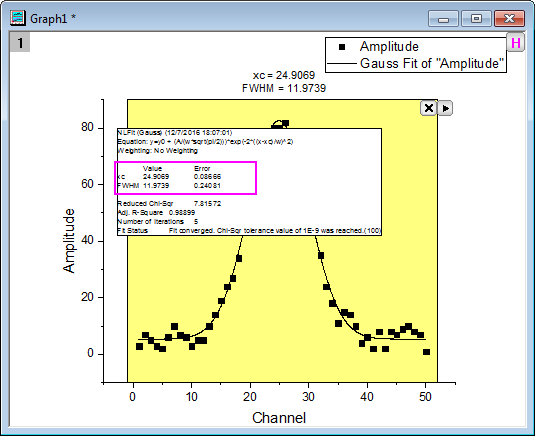 Graph1 *
1
H
Amplitude
Gauss Fit of "Amplitude"
xc = 24.9069
FWHM = 11.9739
NLFit (Gauss) (12/7/2016 18:07:01)
Equation: y=y0 + (A/(w*sqrt(pi/2)))*exp(-2*((x-xc)/w)^2)
Weighting: No Weighting
Value Error
xc 24.9069 0.08666
FWHM 11.9739 0.24081
Reduced Chi-Sqr 7.81572
Adj. R-Square 0.98899
Number of Iterations 5
Fit Status Fit converged. Chi-Sqr tolerance value of 1E-9 was reached.(100)
80
60
40
20
0
Amplitude
0 10 20 30 40 50
Channel